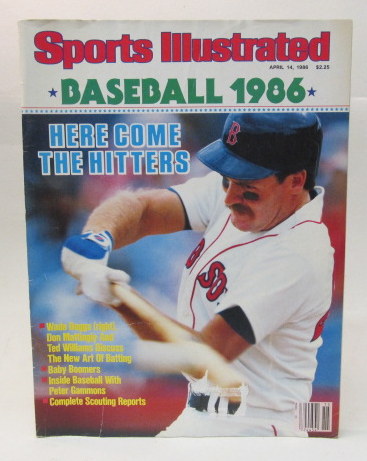 Sports Illustrated
APRIL 14, 1986 $2.25
★ BASEBALL 1986 ★
HERE COME
THE HITTERS
B
SO
Wade Boggs (right)
Don Mattingly and
Ted Williams Discuss
The New Art Of Batting
Baby Boomers
Inside Baseball With
Peter Gammons
Complete Scouting Reports